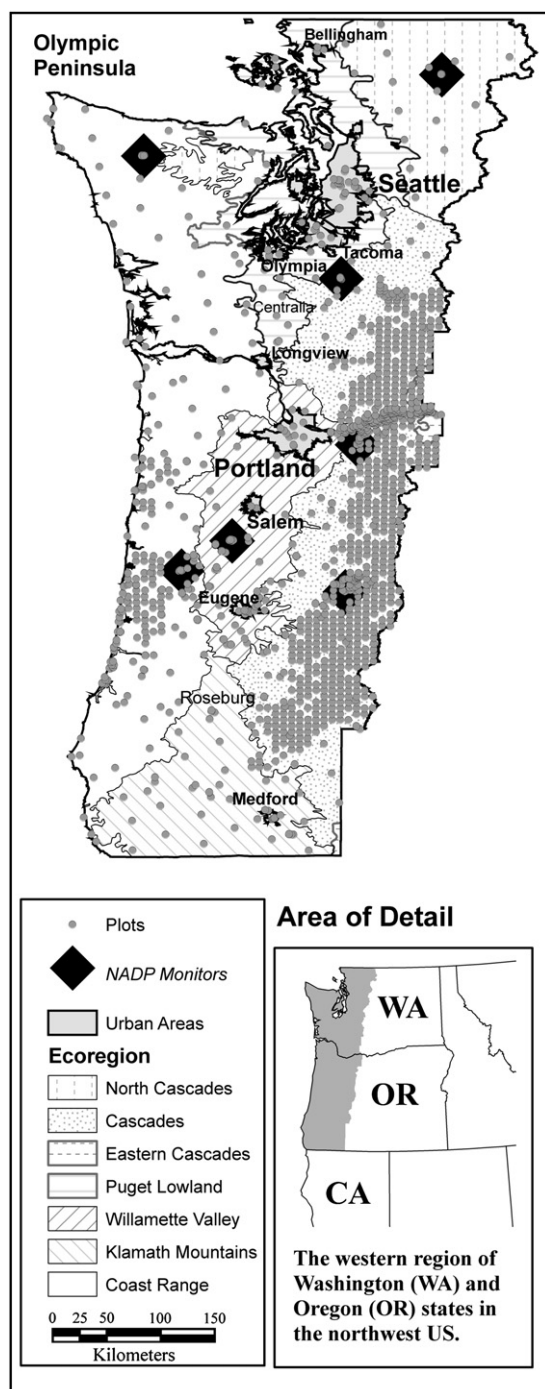 Olympic
Peninsula
Bellingham
Seattle
Tacoma
Olympia
Centralia
Longview
Portland
Salem
Eugene
Roseburg
Medford
Plots
NADP Monitors
Urban Areas
Ecoregion
North Cascades
Cascades
Eastern Cascades
Puget Lowland
Willamette Valley
Klamath Mountains
Coast Range
0 25 50 100 150
Kilometers
Area of Detail
WA
OR
CA
The western region of
Washington (WA) and
Oregon (OR) states in
the northwest US.